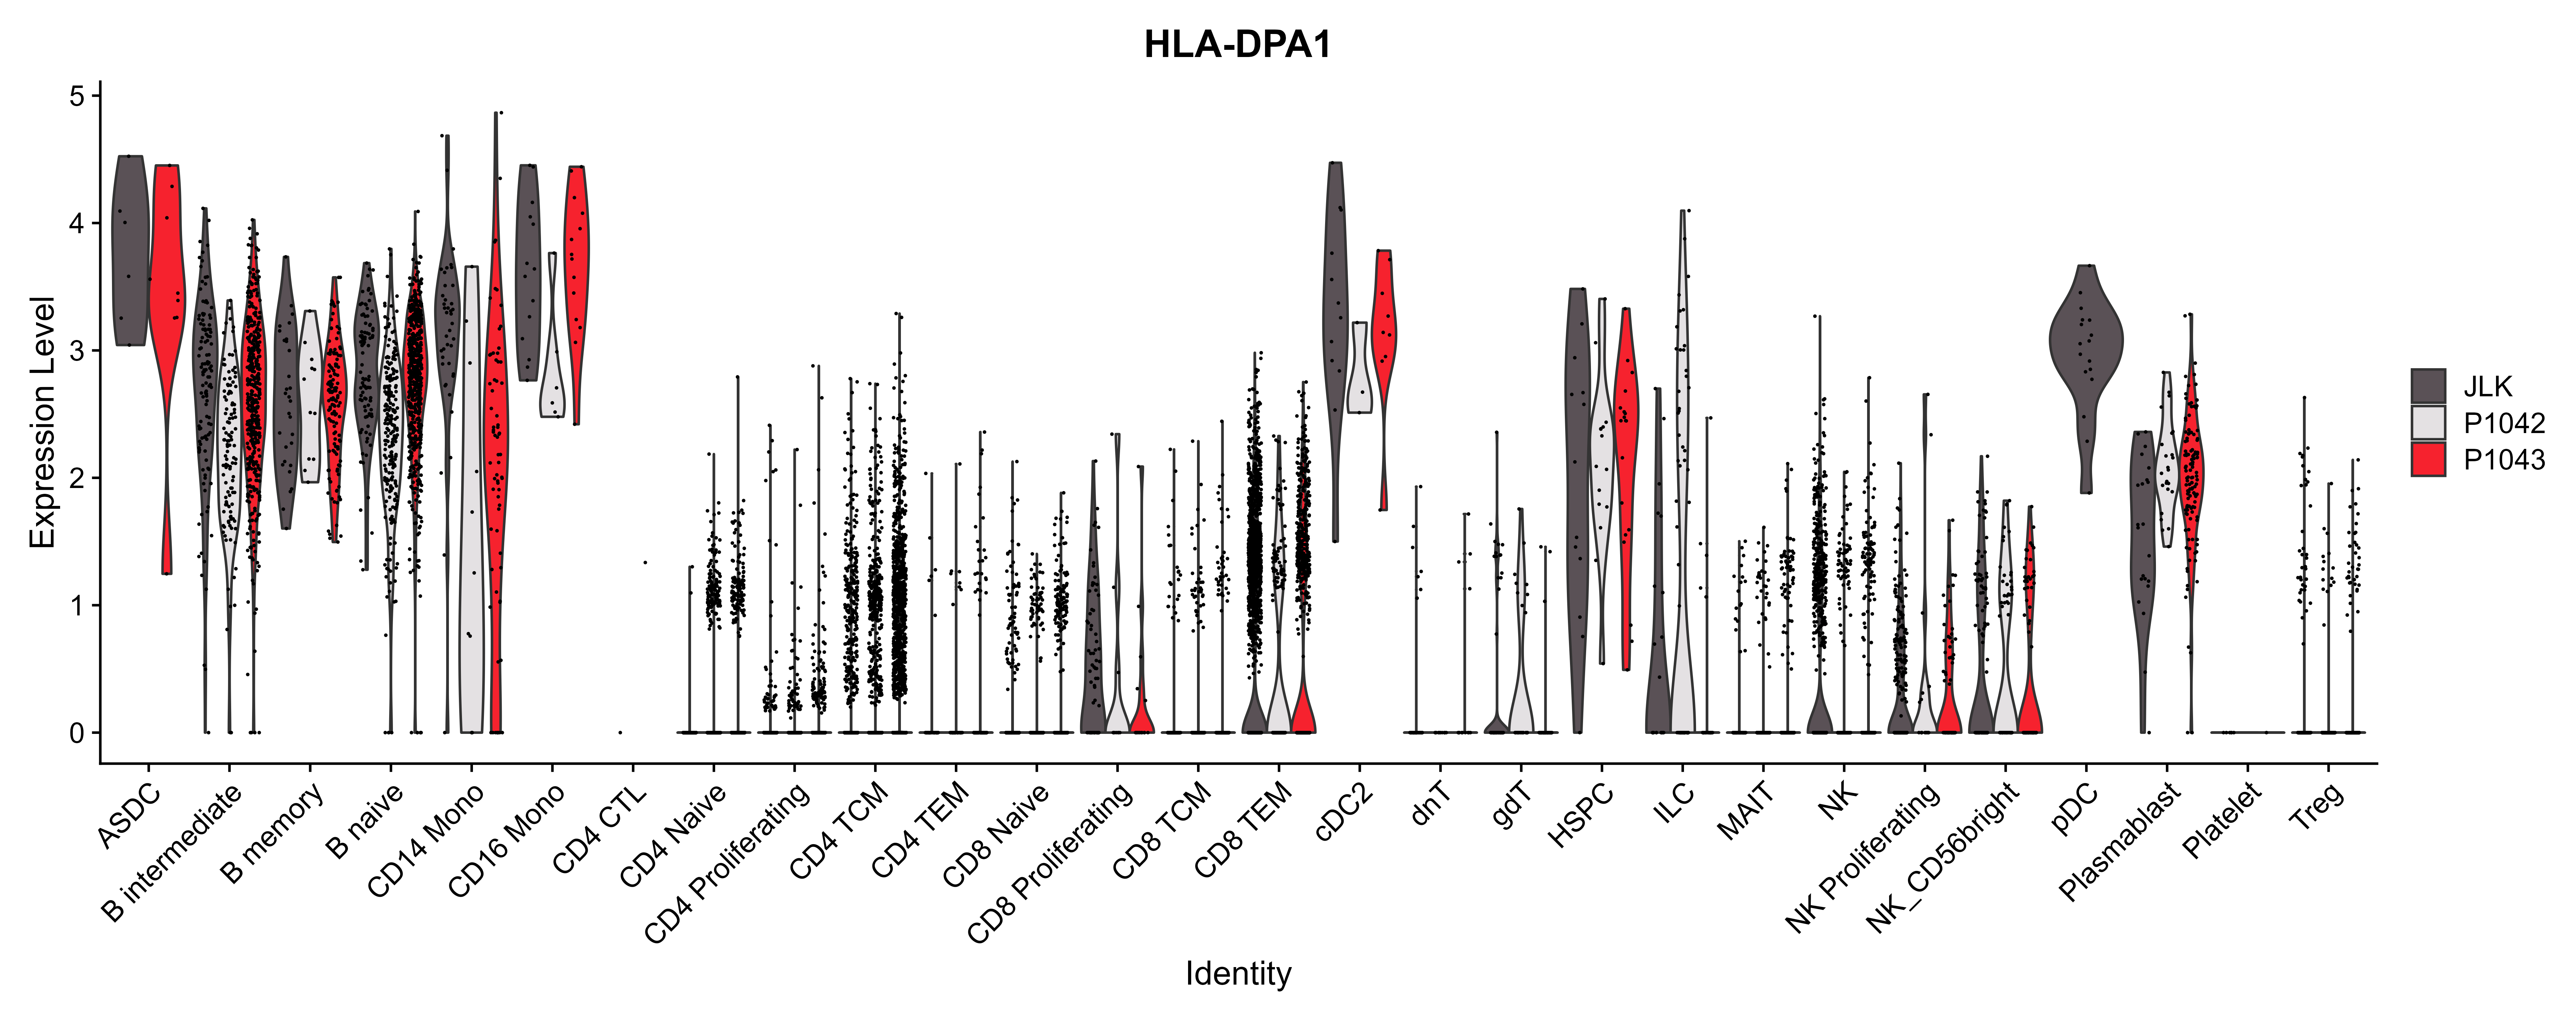 HLA-DPA1
Expression Level
5
4
3
2
1
0
ASDC
B intermediate
B memory
B naive
CD14 Mono
CD16 Mono
CD4 CTL
CD4 Naive
CD4 Proliferating
CD4 TCM
CD4 TEM
CD8 Naive
CD8 Proliferating
CD8 TCM
CD8 TEM
cDC2
dnT
gdT
HSPC
ILC
MAIT
NK
NK Proliferating
NK_CD56bright
pDC
Plasmablast
Platelet
Treg
Identity
JLK
P1042
P1043